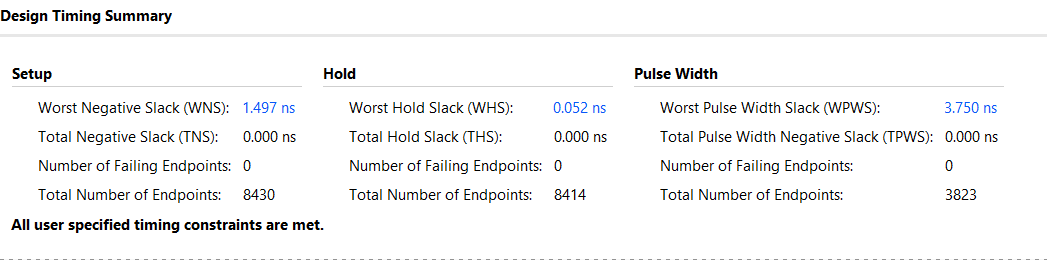 Design Timing Summary
Setup Hold Pulse Width
Worst Negative Slack (WNS): 1.497 ns Worst Hold Slack (WHS): 0.052 ns Worst Pulse Width Slack (WPWS): 3.750 ns
Total Negative Slack (TNS): 0.000 ns Total Hold Slack (THS): 0.000 ns Total Pulse Width Negative Slack (TPWS): 0.000 ns
Number of Failing Endpoints: 0 Number of Failing Endpoints: 0 Number of Failing Endpoints: 0
Total Number of Endpoints: 8430 Total Number of Endpoints: 8414 Total Number of Endpoints: 3823
All user specified timing constraints are met.